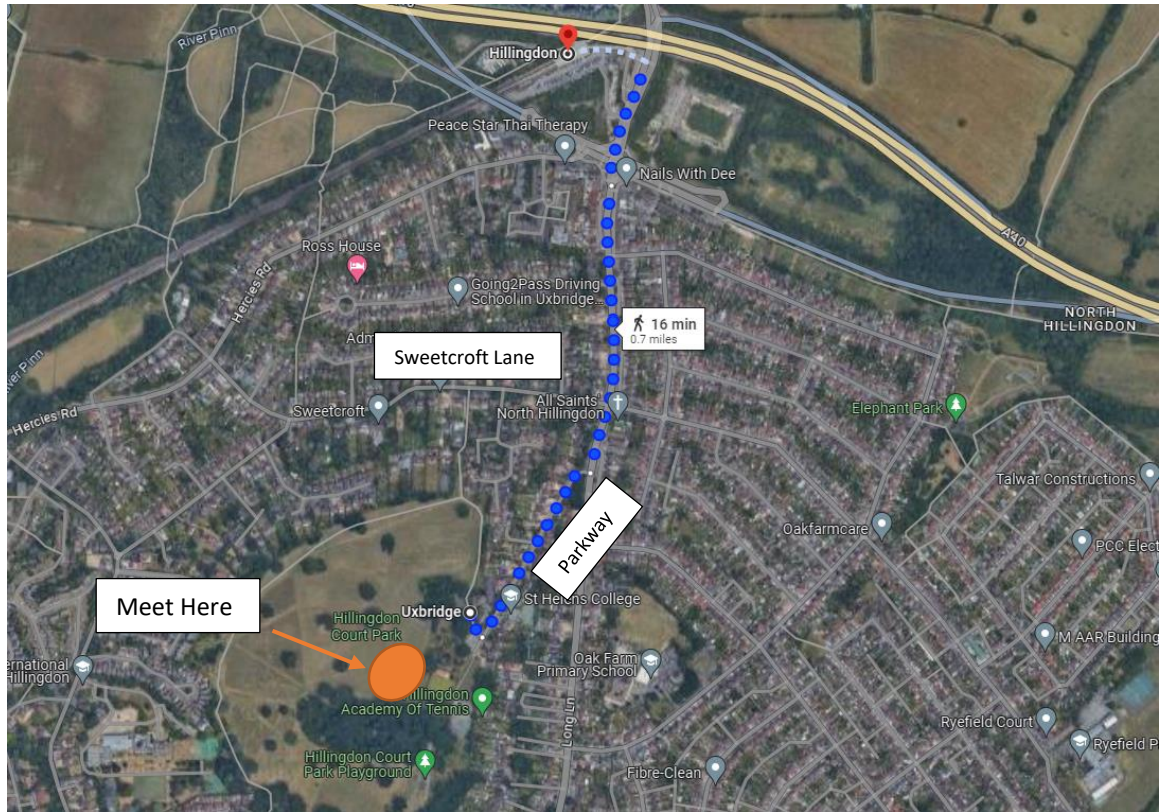 River Pinn
Hillingdon
Peace Star Thai Therapy
Nails With Dee
A40
Ross House
Hercies Rd
Going2Pass Driving
School in Uxbridge...
NORTH
HILLINGDON
16 min
0.7 miles
Sweetcroft Lane
All Saints
North Hillingdon
Sweetcroft
Hercies Rd
Elephant Park
Talwar Constructions
Oakfarmcare
Parkway
Meet Here
Uxbridge
St Helens College
Hillingdon
Court Park
M AAR Building
Hillingdon
Oak Farm
Primary School
Academy Of Tennis
Long Ln
Ryefield Court
Hillingdon Court
Park Playground
Fibre-Clean